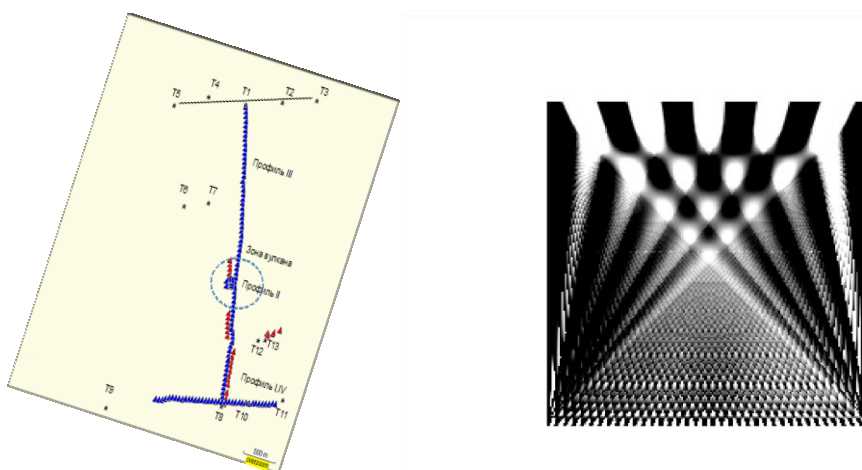 T4
T1
T3
T5
T2
Профиль III
T6
T7
Зона вулкана
Профиль II
T12
T13
Профиль I,IV
T9
T8
T10
T11
500 m